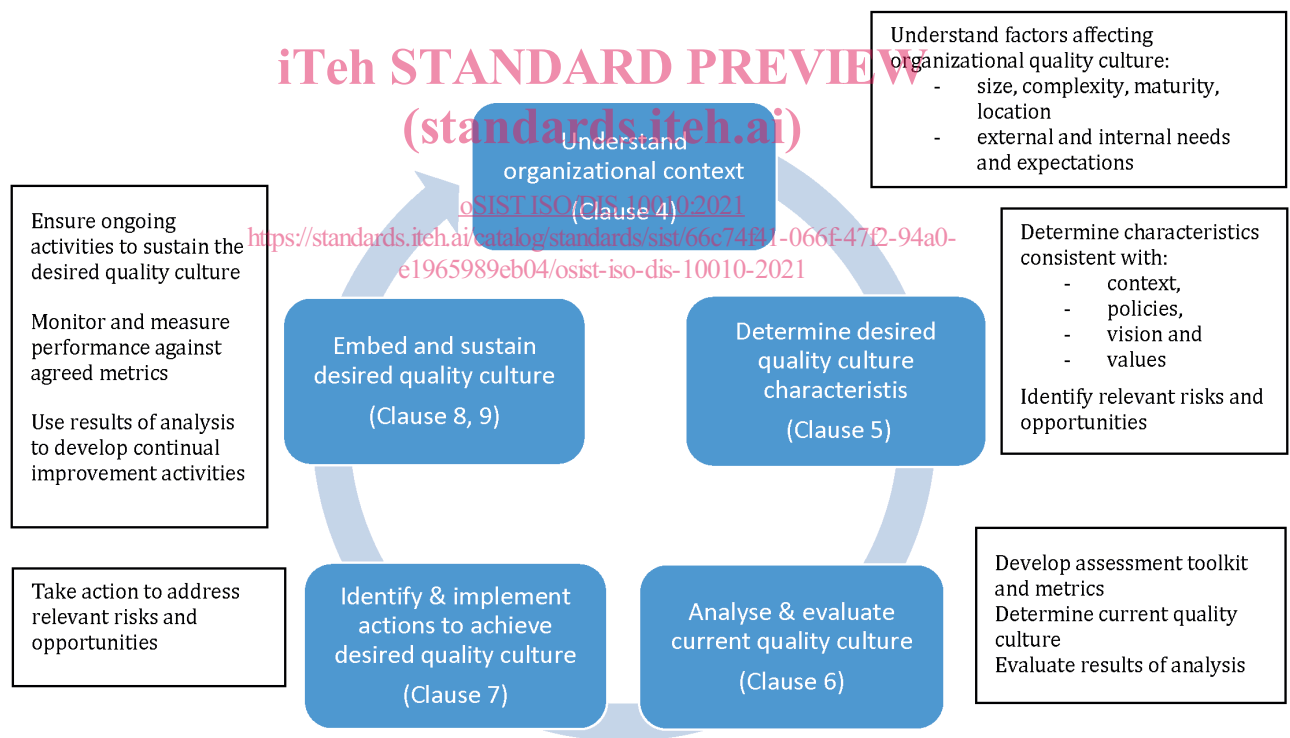 iTeh STANDARD PREVIEW
(standards.iteh.ai)
oSIST ISO/DIS 10010:2021
https://standards.iteh.ai/catalog/standards/sist/66c74f41-066f-47f2-94a0-
e1965989eb04/osist-iso-dis-10010-2021
Understand
organizational context
(Clause 4)
Understand factors affecting
organizational quality culture:
- size, complexity, maturity,
location
- external and internal needs
and expectations
Determine desired
quality culture
characteristis
(Clause 5)
Determine characteristics
consistent with:
- context,
- policies,
- vision and
- values
Identify relevant risks and
opportunities
Analyse & evaluate
current quality culture
(Clause 6)
Develop assessment toolkit
and metrics
Determine current quality
culture
Evaluate results of analysis
Identify & implement
actions to achieve
desired quality culture
(Clause 7)
Take action to address
relevant risks and
opportunities
Embed and sustain
desired quality culture
(Clause 8, 9)
Ensure ongoing
activities to sustain the
desired quality culture
Monitor and measure
performance against
agreed metrics
Use results of analysis
to develop continual
improvement activities